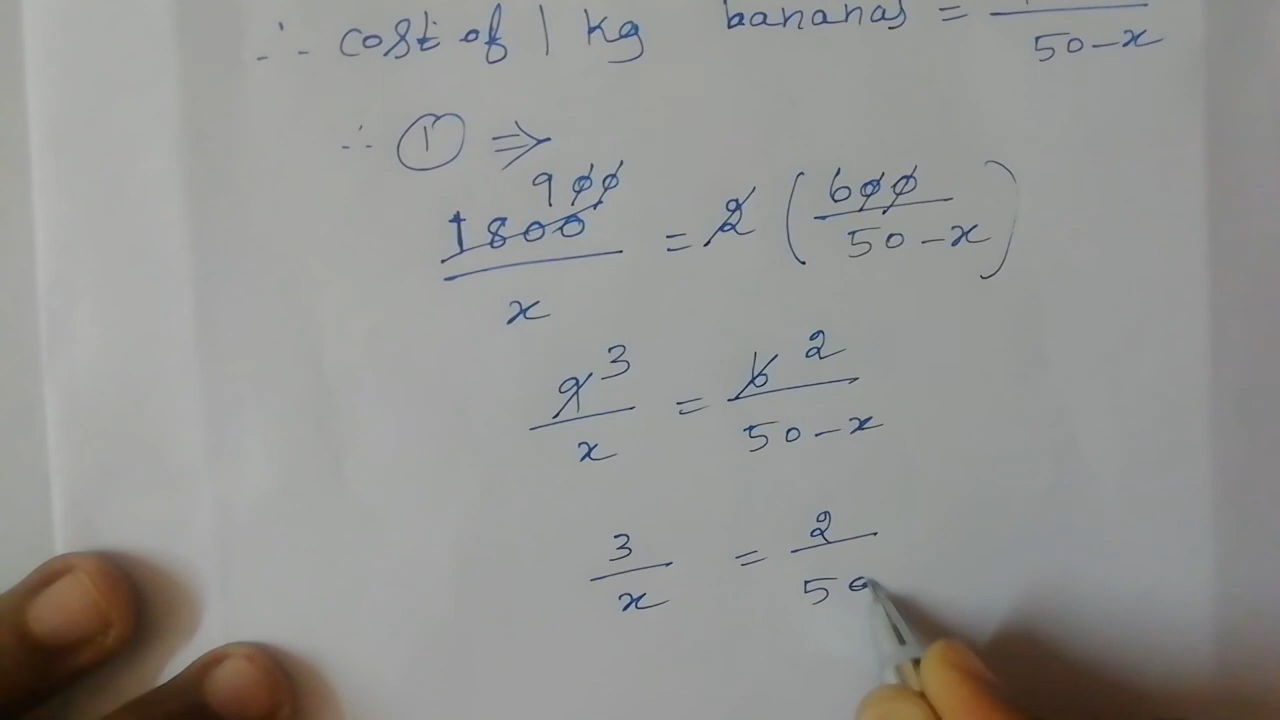 ∴ cost of 1 kg bananas = /50-x
∴ ① ⇒
900
1800/x = 2 (600/50-x)
9 3/x = 6 2/50-x
3/x = 2/50